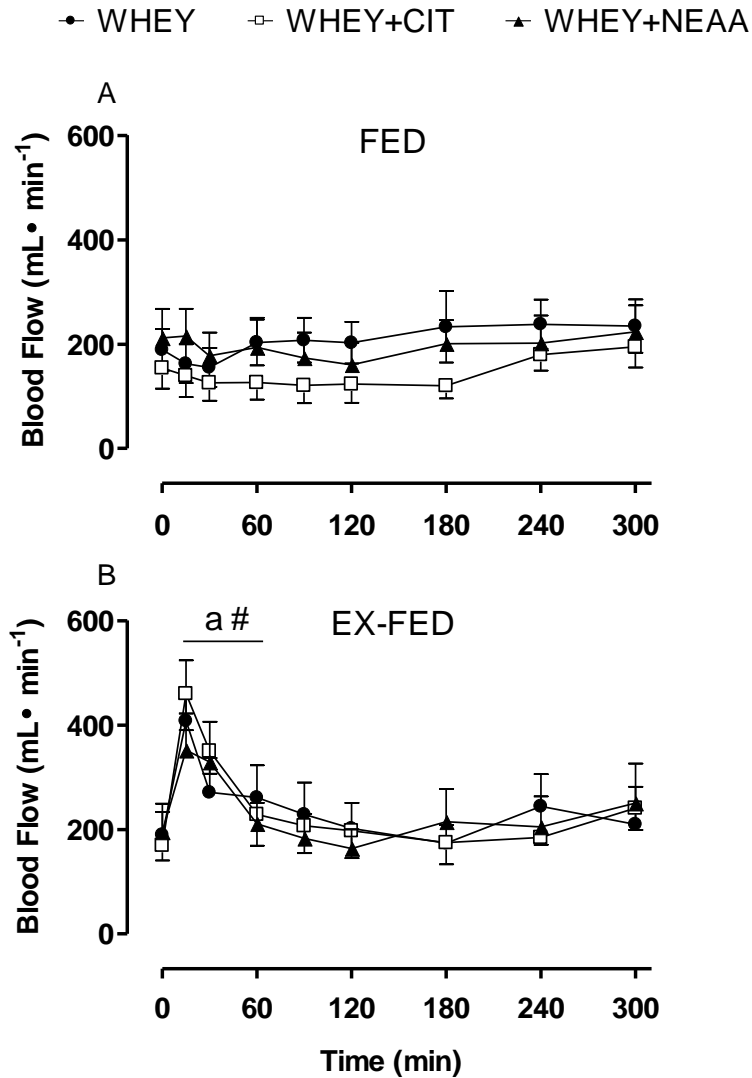 WHEY WHEY+CIT WHEY+NEAA
A
FED
600
400
200
0
Blood Flow (mL• min-1)
0 60 120 180 240 300
B
a #
EX-FED
600
400
200
0
Blood Flow (mL• min-1)
0 60 120 180 240 300
Time (min)